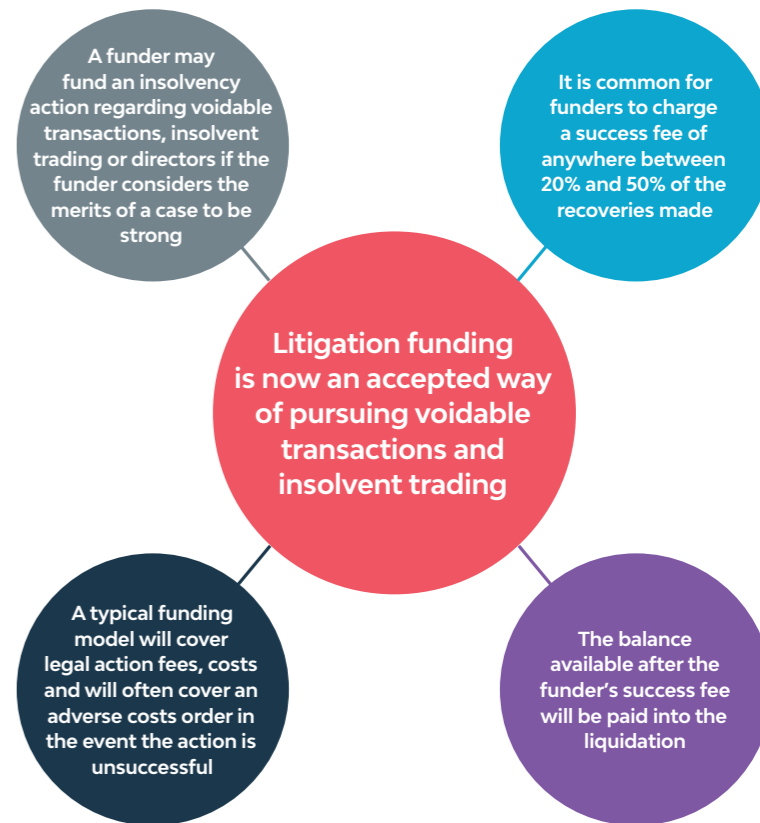 A funder may
fund an insolvency
action regarding voidable
transactions, insolvent
trading or directors if the
funder considers the
merits of a case to be
strong
It is common for
funders to charge
a success fee of
anywhere between
20% and 50% of the
recoveries made
Litigation funding
is now an accepted way
of pursuing voidable
transactions and
insolvent trading
A typical funding
model will cover
legal action fees, costs
and will often cover an
adverse costs order in
the event the action is
unsuccessful
The balance
available after the
funder’s success fee
will be paid into the
liquidation